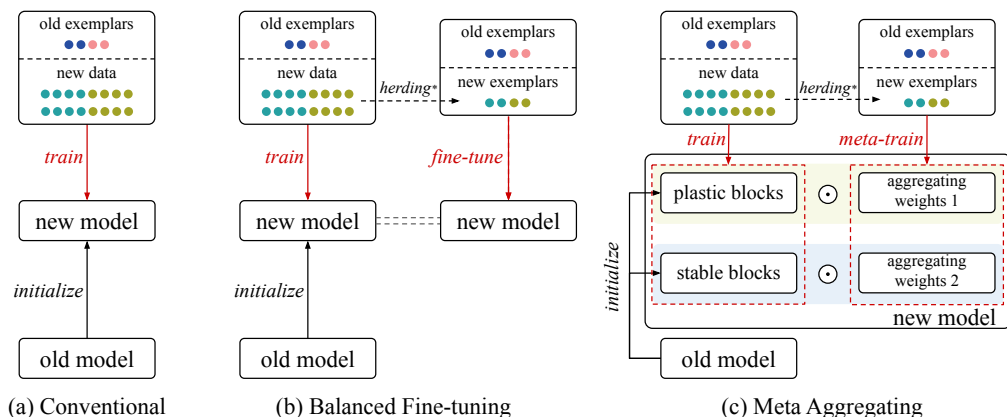 old exemplars
new data
train
new model
initialize
old model
(a) Conventional
old exemplars
new data
herding*
old exemplars
new exemplars
train
fine-tune
new model
new model
initialize
old model
(b) Balanced Fine-tuning
old exemplars
new data
herding*
old exemplars
new exemplars
train
meta-train
plastic blocks
aggregating
weights 1
stable blocks
aggregating
weights 2
new model
initialize
old model
(c) Meta Aggregating